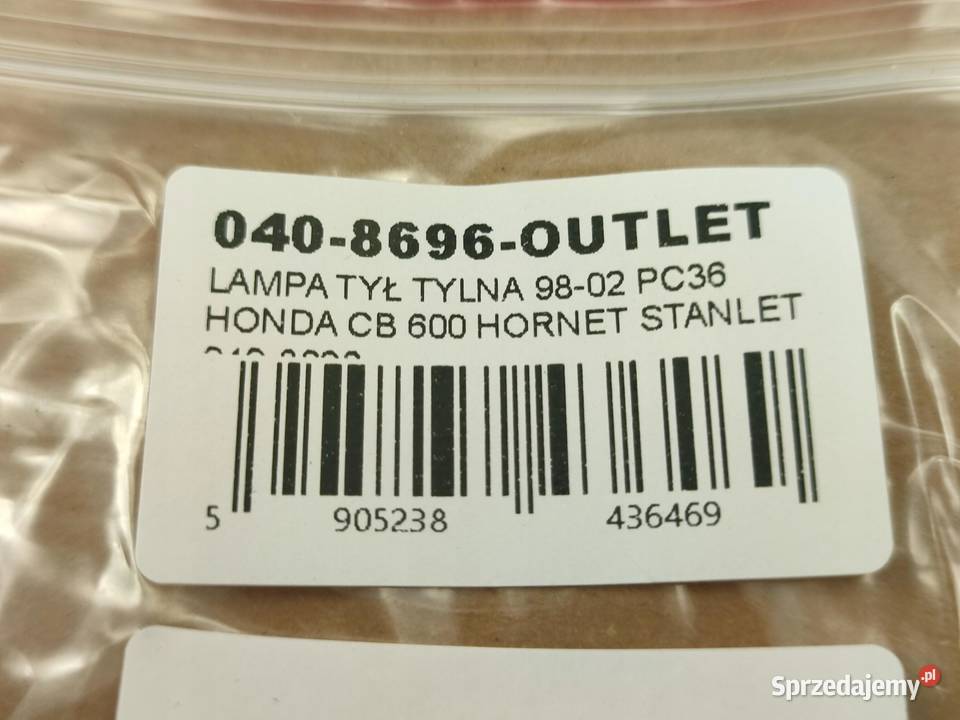 040-8696-OUTLET
LAMPA TYŁ TYLNA 98-02 PC36
HONDA CB 600 HORNET STANLET
5 905238 436469
Sprzedajemy.pl